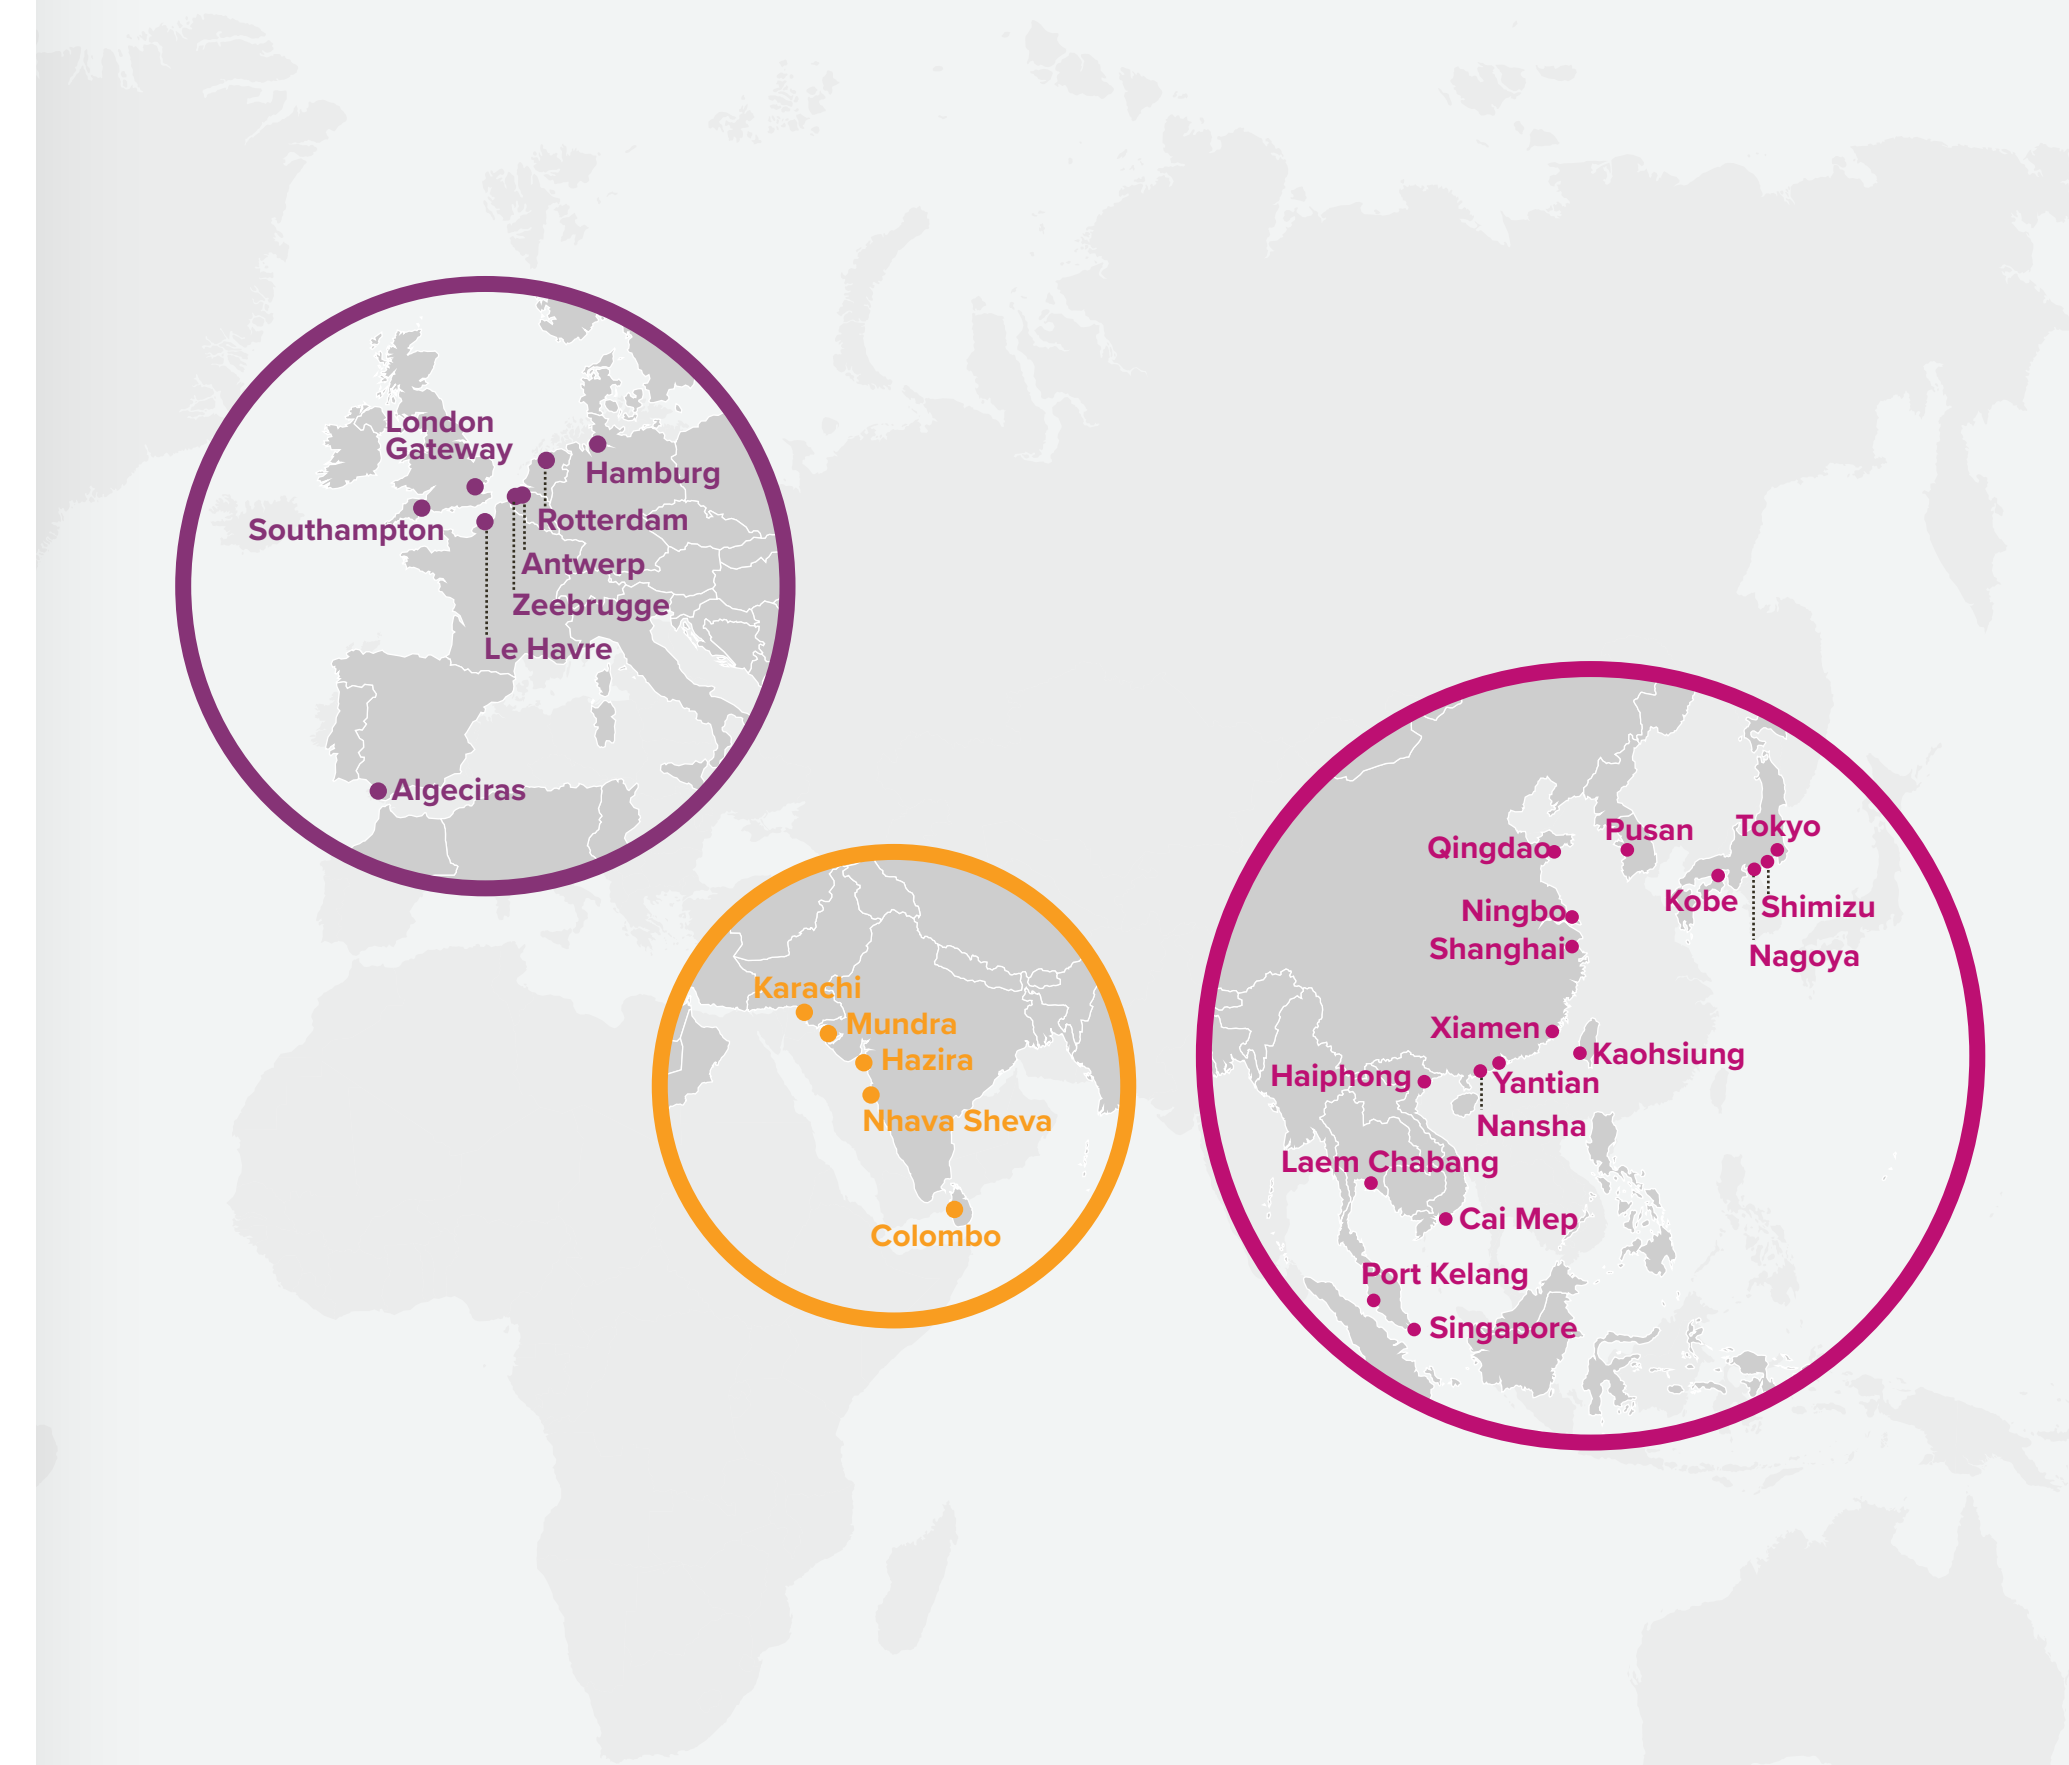 London
Gateway
Hamburg
Southampton
Rotterdam
Antwerp
Zeebrugge
Le Havre
Algeciras
Karachi
Mundra
Hazira
Nhava Sheva
Colombo
Pusan
Tokyo
Qingdao
Kobe
Shimizu
Ningbo
Shanghai
Nagoya
Xiamen
Kaohsiung
Haiphong
Yantian
Nansha
Laem Chabang
Cai Mep
Port Kelang
Singapore